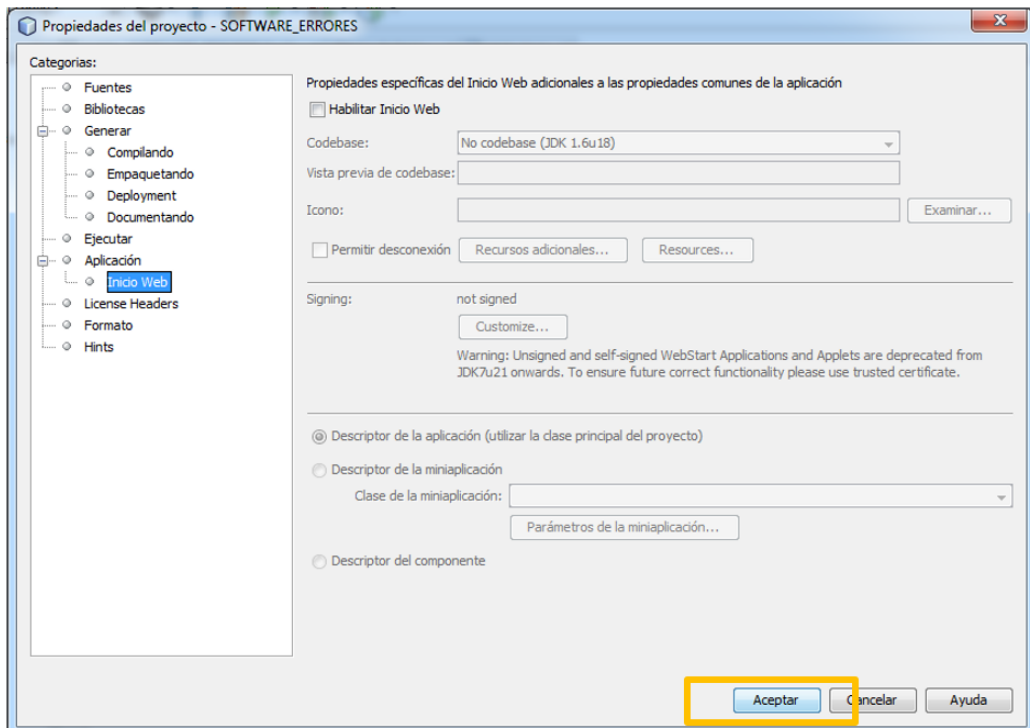 Propiedades del proyecto - SOFTWARE_ERRORES
Categorias:
Fuentes
Bibliotecas
Generar
Compilando
Empaquetando
Deployment
Documentando
Ejecutar
Aplicación
Inicio Web
License Headers
Formato
Hints
Propiedades específicas del Inicio Web adicionales a las propiedades comunes de la aplicación
Habilitar Inicio Web
Codebase: No codebase (JDK 1.6u18)
Vista previa de codebase:
Icono: Examinar...
Permitir desconexión Recursos adicionales... Resources...
Signing: not signed
Customize...
Warning: Unsigned and self-signed WebStart Applications and Applets are deprecated from
JDK7u21 onwards. To ensure future correct functionality please use trusted certificate.
Descriptor de la aplicación (utilizar la clase principal del proyecto)
Descriptor de la miniaplicación
Clase de la miniaplicación:
Parámetros de la miniaplicación...
Descriptor del componente
Aceptar Cancelar Ayuda